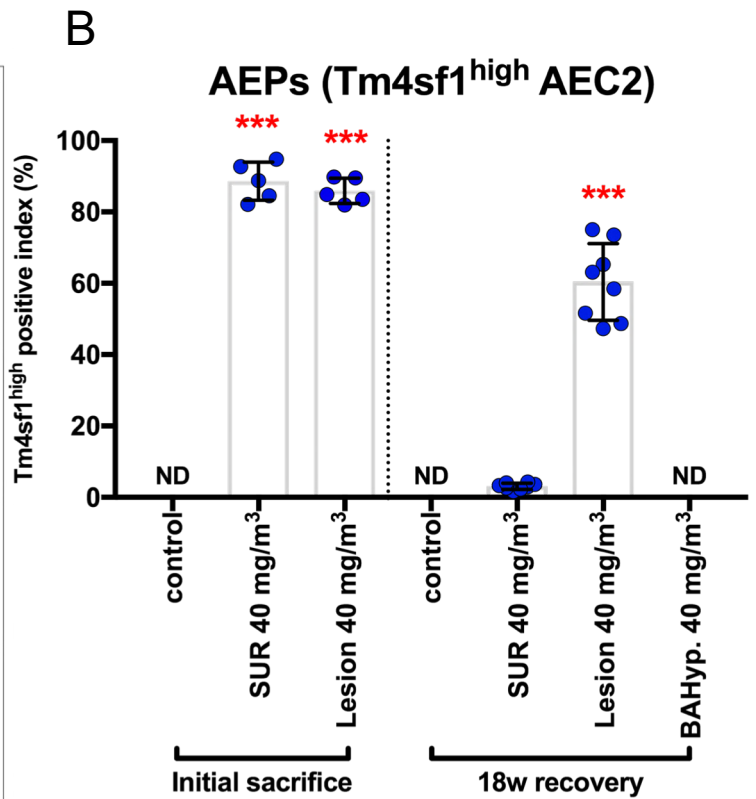 B
AEPs (Tm4sf1high AEC2)
Tm4sf1high positive index (%)
100
80
60
40
20
0
***
***
***
ND
ND
ND
control
SUR 40 mg/m3
Lesion 40 mg/m3
control
SUR 40 mg/m3
Lesion 40 mg/m3
BAHyp. 40 mg/m3
Initial sacrifice
18w recovery